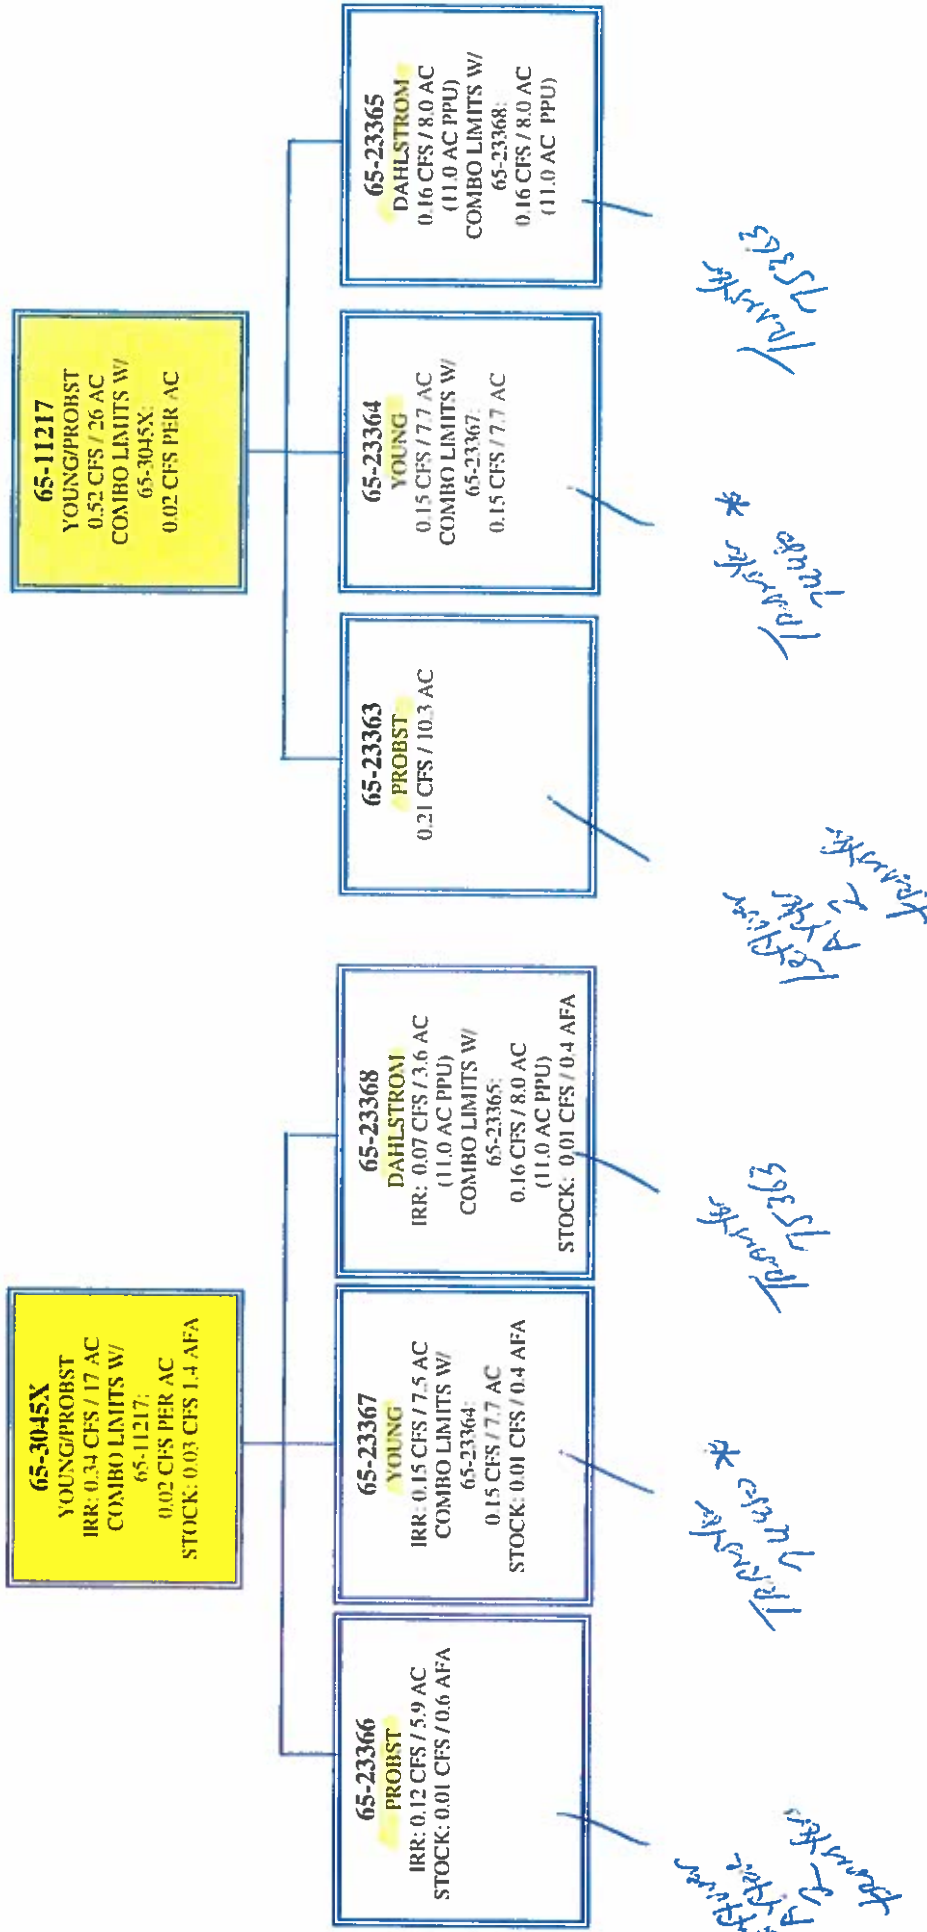 65-3045X
YOUNG/PROBST
IRR: 0.34 CFS / 17 AC
COMBO LIMITS W/
65-11217:
0.02 CFS PER AC
STOCK: 0.03 CFS 1.4 AFA
65-23366
PROBST
IRR: 0.12 CFS / 5.9 AC
STOCK: 0.01 CFS / 0.6 AFA
65-23367
YOUNG
IRR: 0.15 CFS / 7.5 AC
COMBO LIMITS W/
65-23364:
0.15 CFS / 7.7 AC
STOCK: 0.01 CFS / 0.4 AFA
65-23368
DAHLSTROM
IRR: 0.07 CFS / 3.6 AC
(11.0 AC PPU)
COMBO LIMITS W/
65-23365:
0.16 CFS / 8.0 AC
(11.0 AC PPU)
STOCK: 0.01 CFS / 0.4 AFA
after
2
transfers
Transfer
*
Transfer
75363
65-11217
YOUNG/PROBST
0.52 CFS / 26 AC
COMBO LIMITS W/
65-3045X:
0.02 CFS PER AC
65-23363
PROBST
0.21 CFS / 10.3 AC
65-23364
YOUNG
0.15 CFS / 7.7 AC
COMBO LIMITS W/
65-23367:
0.15 CFS / 7.7 AC
65-23365
DAHLSTROM
0.16 CFS / 8.0 AC
(11.0 AC PPU)
COMBO LIMITS W/
65-23368:
0.16 CFS / 8.0 AC
(11.0 AC PPU)
leftover
after
2
transfers
Transfer
*
Transfer
75363